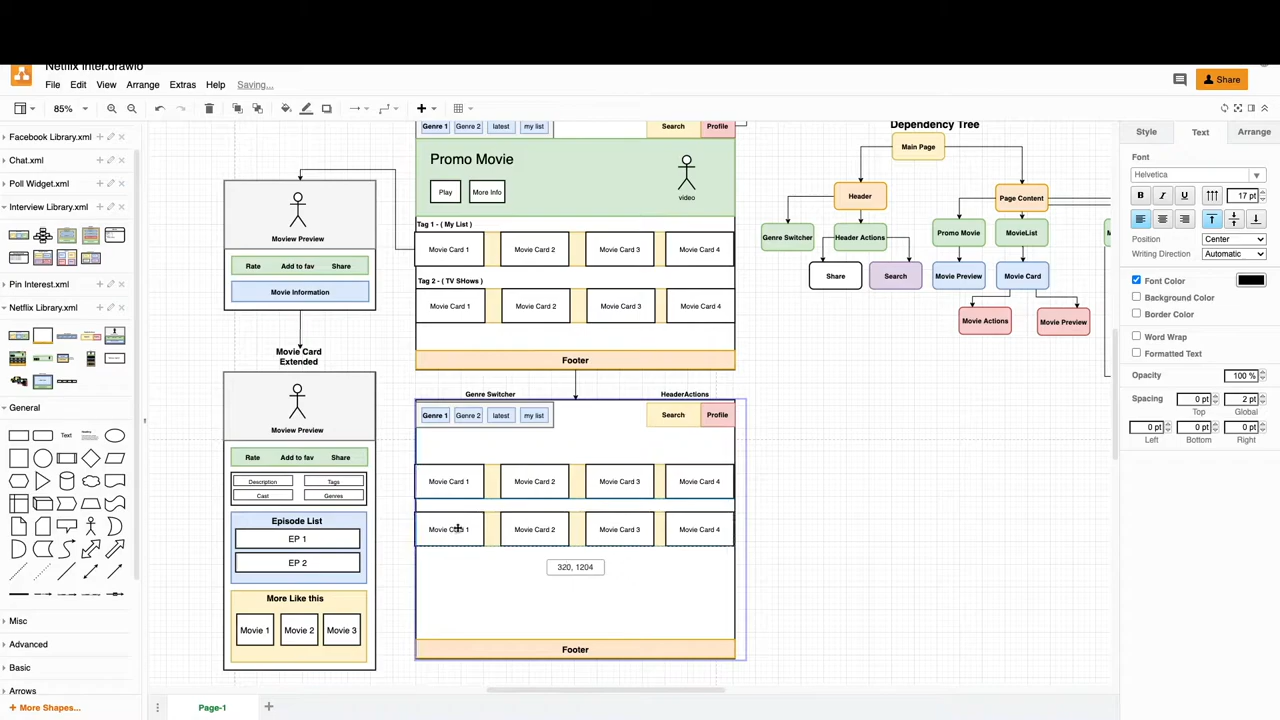 Netflix Inter.drawio
File Edit View Arrange Extras Help Saving...
Share
85%
Facebook Library.xml
Chat.xml
Poll Widget.xml
Interview Library.xml
Pin Interest.xml
Netflix Library.xml
General
Text
Misc
Advanced
Basic
Arrows
+ More Shapes...
Moview Preview
Rate Add to fav Share
Movie Information
Movie Card
Extended
Moview Preview
Rate Add to fav Share
Description Tags
Cast Genres
Episode List
EP 1
EP 2
More Like this
Movie 1 Movie 2 Movie 3
Genre 1 Genre 2 latest my list Search Profile
Promo Movie
Play More Info
video
Tag 1 - ( My List )
Movie Card 1 Movie Card 2 Movie Card 3 Movie Card 4
Tag 2 - ( TV SHows )
Movie Card 1 Movie Card 2 Movie Card 3 Movie Card 4
Footer
Genre Switcher HeaderActions
Genre 1 Genre 2 latest my list Search Profile
Movie Card 1 Movie Card 2 Movie Card 3 Movie Card 4
Movie Card 1 Movie Card 2 Movie Card 3 Movie Card 4
320, 1204
Footer
Dependency Tree
Main Page
Header Page Content
Genre Switcher Header Actions Promo Movie MovieList
Share Search Movie Preview Movie Card
Movie Actions Movie Preview
Style Text Arrange
Font
Helvetica
B I U 17 pt
Position Center
Writing Direction Automatic
Font Color
Background Color
Border Color
Word Wrap
Formatted Text
Opacity 100 %
Spacing 0 pt 2 pt
Top Global
0 pt 0 pt 0 pt
Left Bottom Right
Page-1